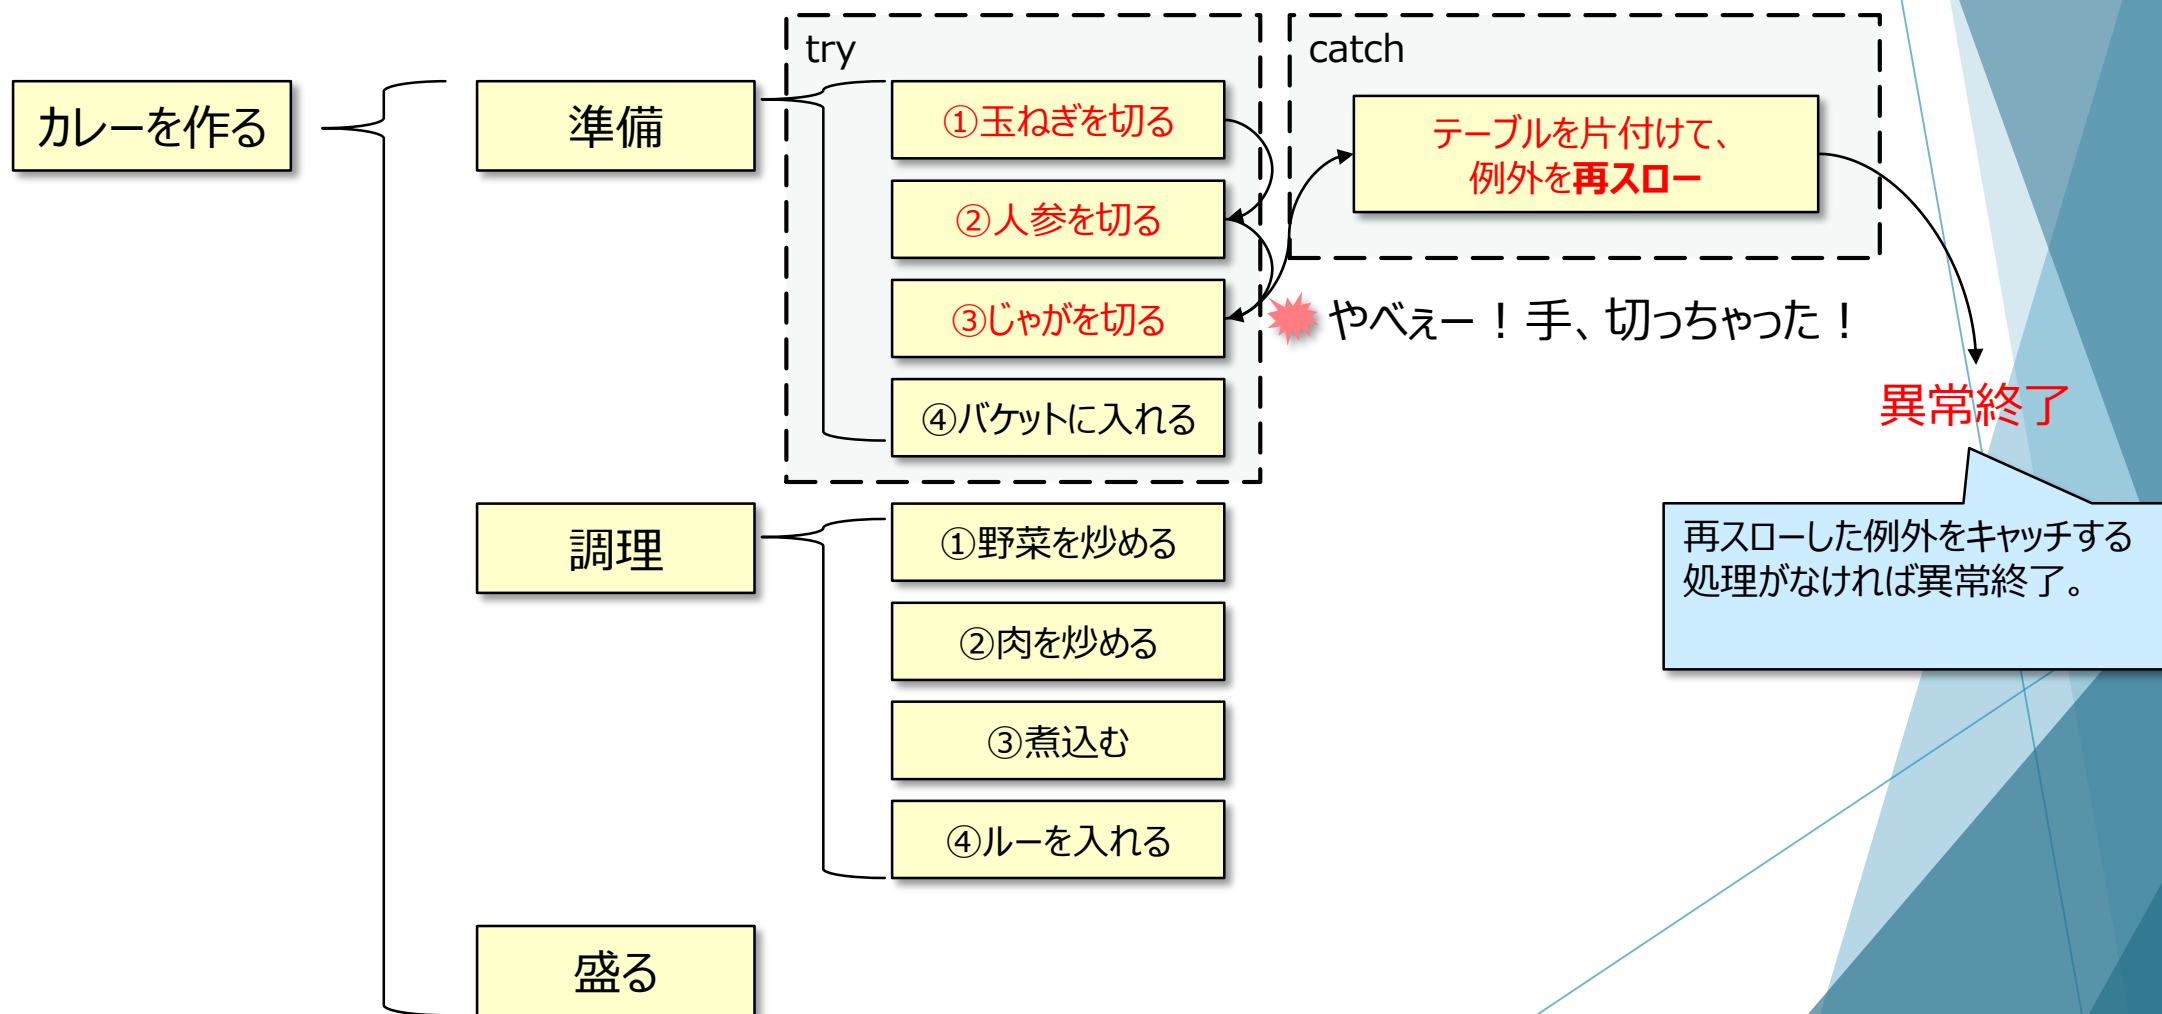 カレーを作る
準備
try
①玉ねぎを切る
②人参を切る
③じゃがを切る
④バケットに入れる
catch
テーブルを片付けて、
例外を再スロー
やべぇー！手、切っちゃった！
異常終了
再スローした例外をキャッチする
処理がなければ異常終了。
調理
①野菜を炒める
②肉を炒める
③煮込む
④ルーを入れる
盛る